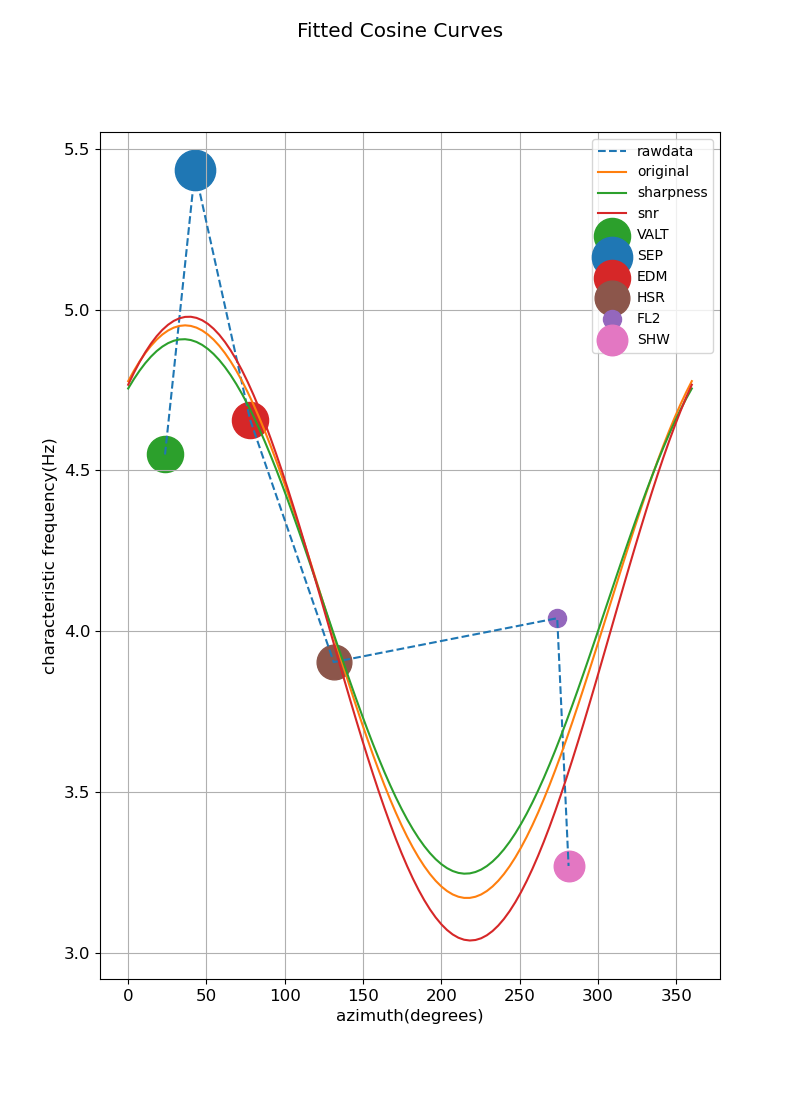 Fitted Cosine Curves
rawdata
original
sharpness
snr
VALT
SEP
EDM
HSR
FL2
SHW
characteristic frequency(Hz)
5.5
5.0
4.5
4.0
3.5
3.0
0 50 100 150 200 250 300 350
azimuth(degrees)